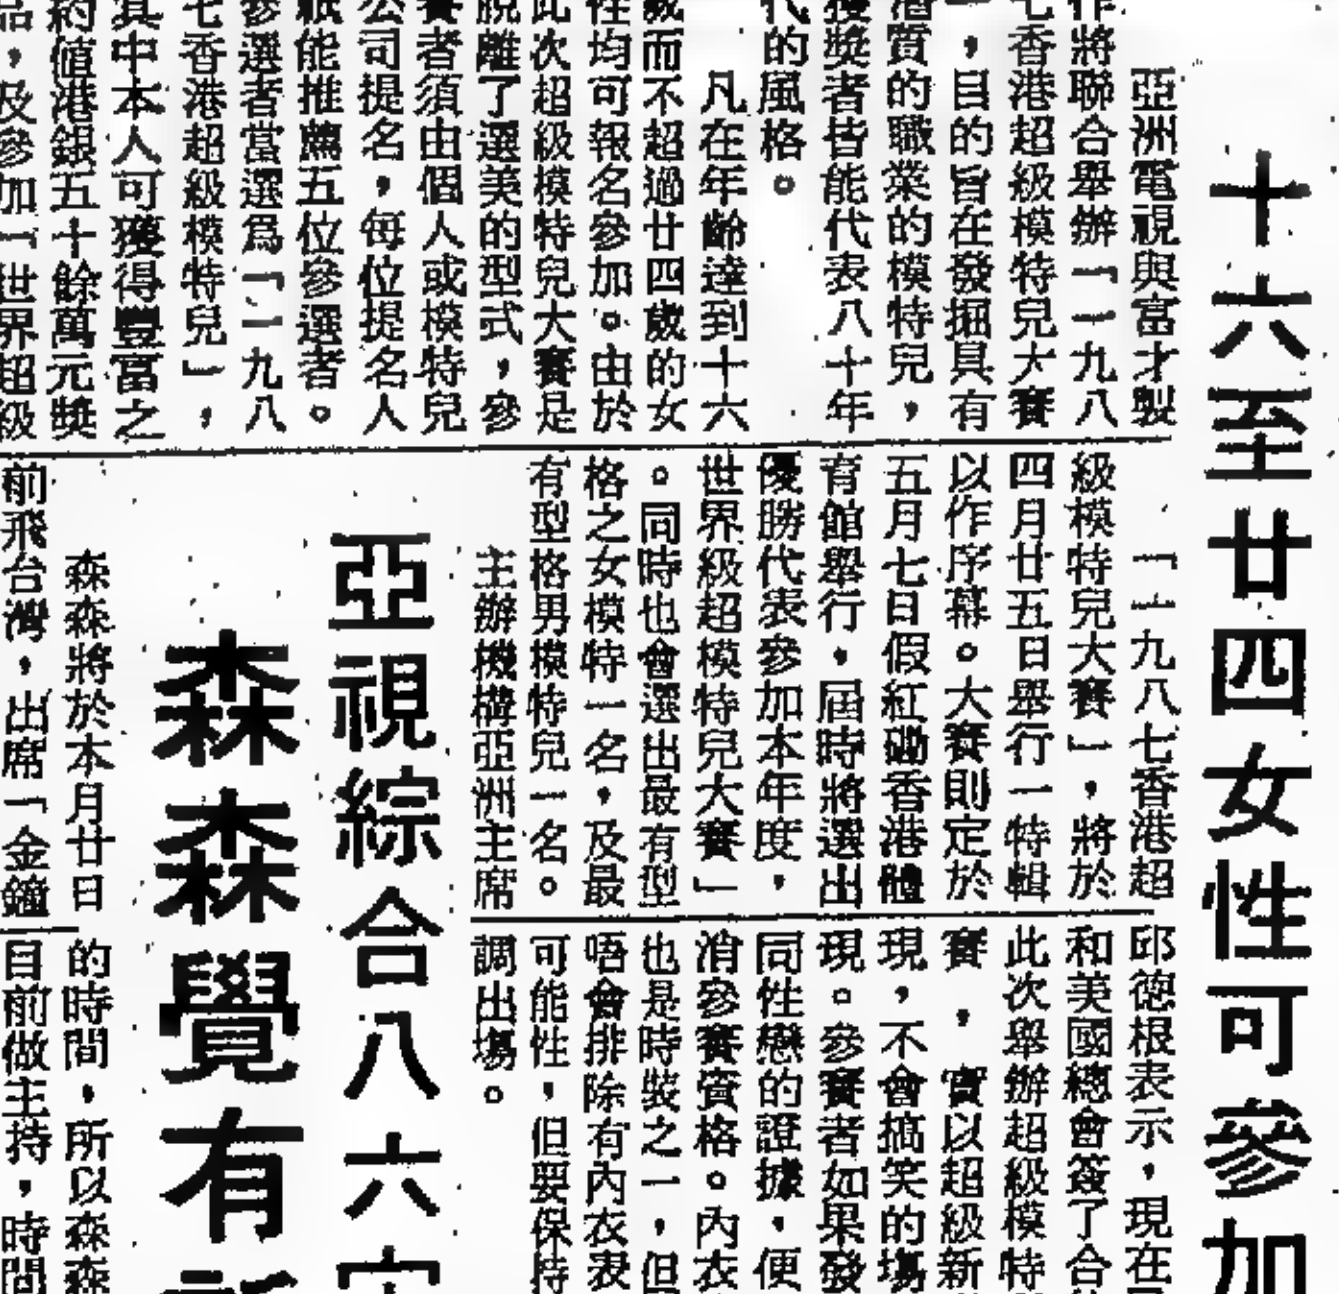 十六至廿四女性可參加
亞洲電視與富才製
作將聯合舉辦「一九八
七香港超級模特兒大賽
」，目的旨在發掘具有
潛質的職業的模特兒，
獲獎者皆能代表八十年
代的風格。
凡在年齡達到十六
歲而不超過廿四歲的女
性均可報名參加。由於
此次超級模特兒大賽是
脫離了選美的型式，參
賽者須由個人或模特兒
公司提名，每位提名人
祇能推薦五位參選者。
參選者當選爲「一九八
七香港超級模特兒」，
其中本人可獲得豐富之
約值港銀五十餘萬元獎
品，及參加「世界超級
「一九八七香港超
級模特兒大賽」，將於
四月廿五日舉行一特輯
以作序幕。大賽則定於
五月七日假紅磡香港體
育館舉行，屆時將選出
優勝代表參加本年度，
世界級超模特兒大賽」
。同時也會選出最有型
格之女模特一名，及最
有型格男模特兒一名。
主辦機構亞洲主席
邱德根表示，現在
和美國總會簽了合
此次舉辦超級模特
賽，實以超級新
現，不會搞笑的場
現。參賽者如果發
同性戀的證據，便
消參賽資格。內衣
也是時裝之一，但
唔會排除有內衣表
可能性，但要保持
調出場。
亞視綜合八六
森森覺有
森森將於本月廿日
前飛台灣，出席「金鐘
的時間，所以森森
目前做主持，時間